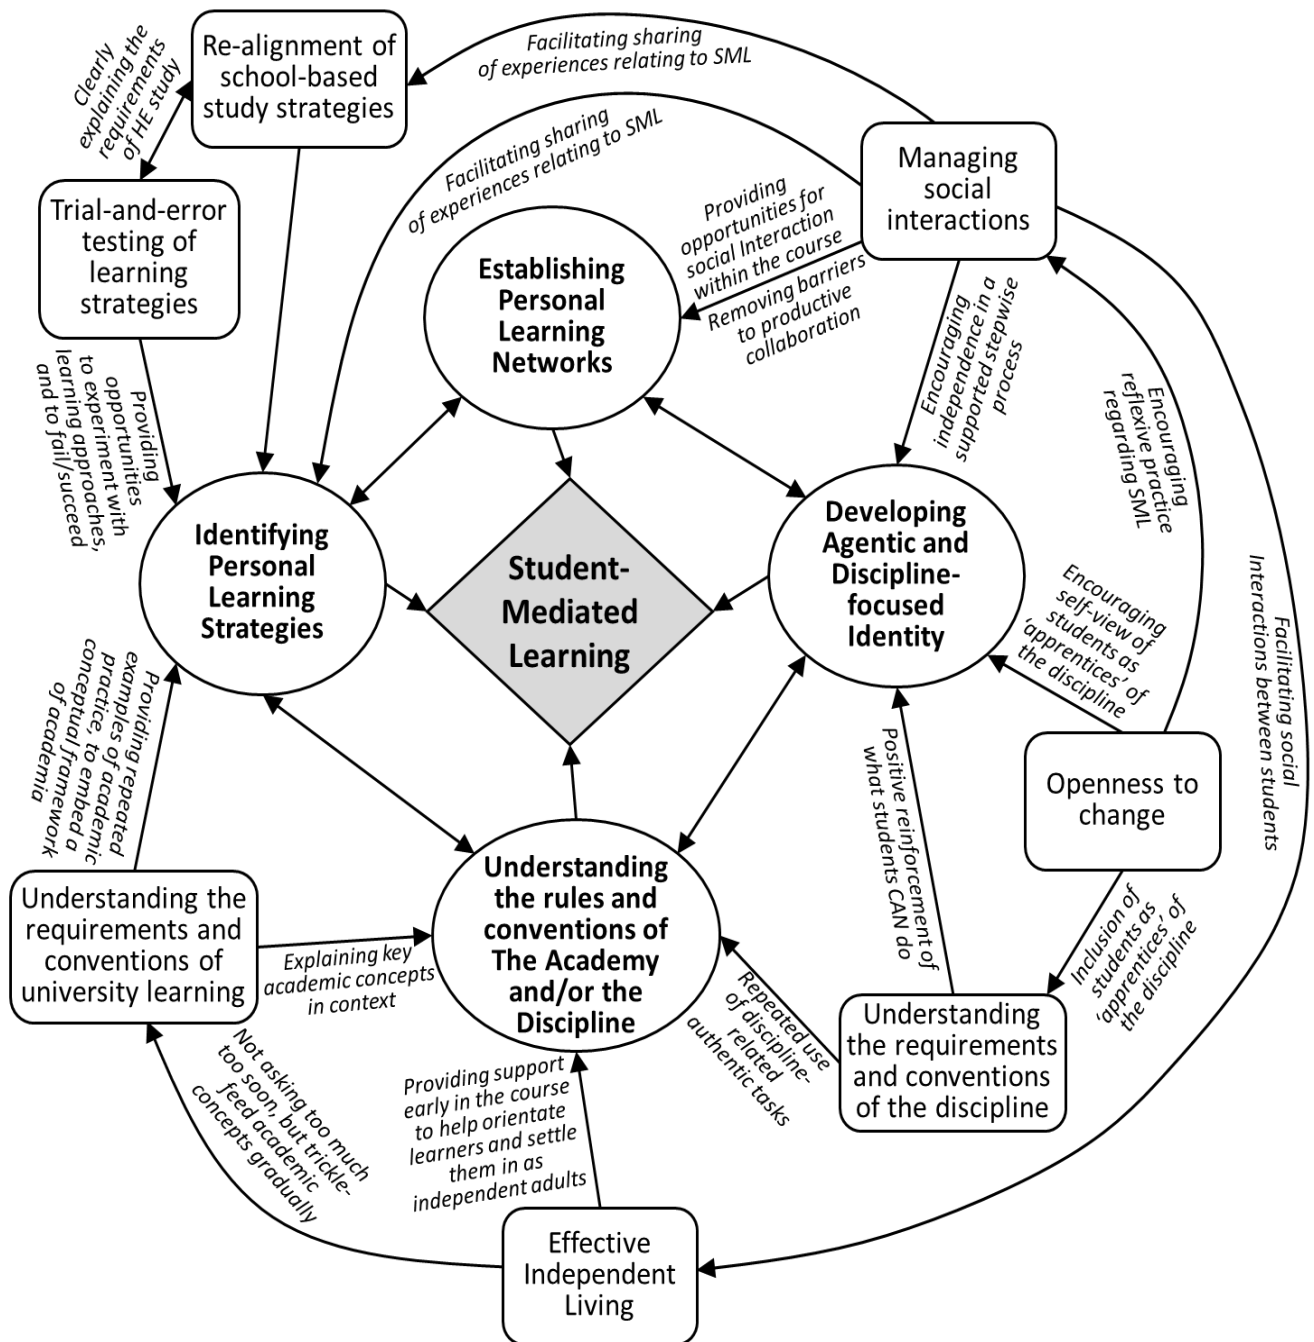 Re-alignment of
school-based
study strategies
Facilitating sharing
of experiences relating to SML
Clearly
explaining the
requirements
of HE study
Facilitating sharing
of experiences relating to SML
Managing
social
interactions
Trial-and-error
testing of
learning
strategies
Establishing
Personal
Learning
Networks
Providing
opportunities for
social Interaction
within the course
Removing barriers
to productive
collaboration
Encouraging
independence in a
supported stepwise
process
Encouraging
reflexive practice
regarding SML
Providing
opportunities
to experiment with
learning approaches,
and to fail/succeed
Identifying
Personal
Learning
Strategies
Student-
Mediated
Learning
Developing
Agentic and
Discipline-
focused
Identity
Encouraging
self-view of
students as
‘apprentices’ of
the discipline
Facilitating social
Interactions between students
Providing repeated
examples of academic
practice, to embed a
conceptual framework
of academia
Positive reinforcement of
what students CAN do
Openness to
change
Understanding the
requirements and
conventions of
university learning
Explaining key
academic concepts
in context
Understanding
the rules and
conventions of
The Academy
and/or the
Discipline
Repeated use
of discipline-
related
authentic tasks
Inclusion of
students as
‘apprentices’ of
the discipline
Understanding
the requirements
and conventions
of the discipline
Not asking too much
too soon, but trickle-
feed academic
concepts gradually
Providing support
early in the course
to help orientate
learners and settle
them in as
independent adults
Effective
Independent
Living